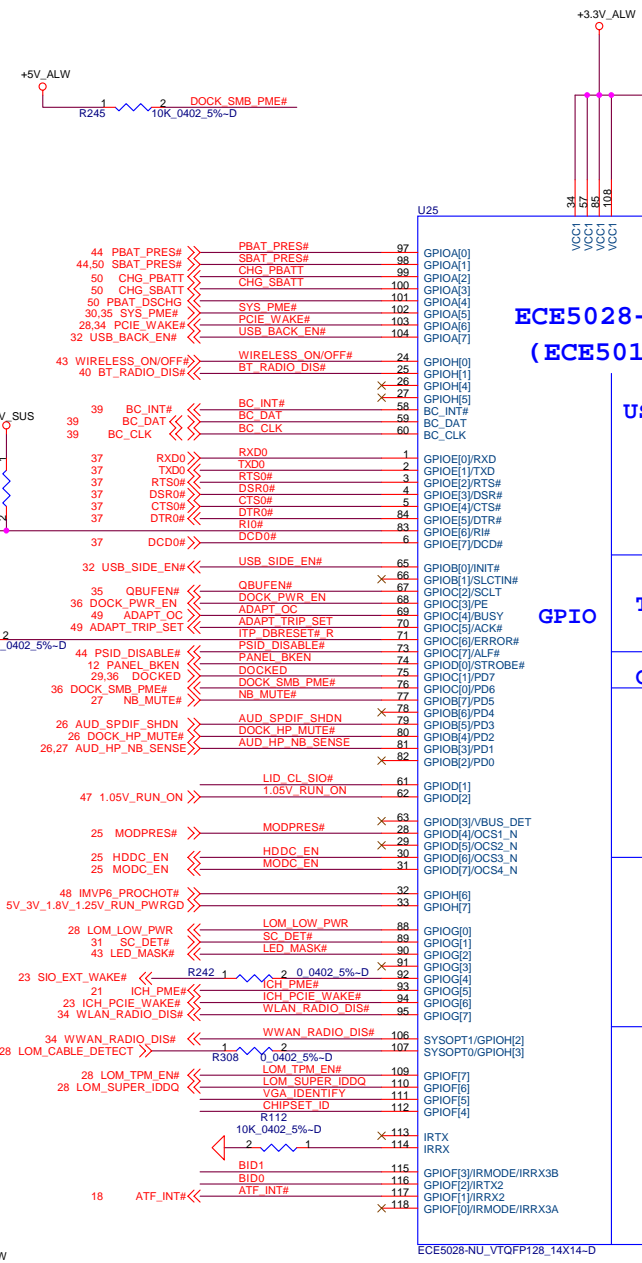 +3.3V_ALW
+5V_ALW
1 2 DOCK_SMB_PME#
R245 10K_0402_5%~D
34 57 85 108
U25
VCC1 VCC1 VCC1 VCC1
44 PBAT_PRES# PBAT_PRES# 97 GPIOA[0]
44,50 SBAT_PRES# SBAT_PRES# 98 GPIOA[1]
50 CHG_PBATT CHG_PBATT 99 GPIOA[2]
50 CHG_SBATT CHG_SBATT 100 GPIOA[3]
50 PBAT_DSCHG 101 GPIOA[4]
30,35 SYS_PME# SYS_PME# 102 GPIOA[5]
28,34 PCIE_WAKE# PCIE_WAKE# 103 GPIOA[6]
32 USB_BACK_EN# USB_BACK_EN# 104 GPIOA[7]
ECE5028-
(ECE501
43 WIRELESS_ON/OFF# WIRELESS_ON/OFF# 24 GPIOH[0]
40 BT_RADIO_DIS# BT_RADIO_DIS# 25 GPIOH[1]
26 GPIOH[4]
27 GPIOH[5]
39 BC_INT# BC_INT# 58 BC_INT#
39 BC_DAT BC_DAT 59 BC_DAT
39 BC_CLK BC_CLK 60 BC_CLK
V_SUS
US
37 RXD0 RXD0 1 GPIOE[0]/RXD
37 TXD0 TXD0 2 GPIOE[1]/TXD
37 RTS0# RTS0# 3 GPIOE[2]/RTS#
37 DSR0# DSR0# 4 GPIOE[3]/DSR#
37 CTS0# CTS0# 5 GPIOE[4]/CTS#
37 DTR0# DTR0# 84 GPIOE[5]/DTR#
RI0# 83 GPIOE[6]/RI#
37 DCD0# DCD0# 6 GPIOE[7]/DCD#
1
2
32 USB_SIDE_EN# USB_SIDE_EN# 65 GPIOB[0]/INIT#
66 GPIOB[1]/SLCTIN#
35 QBUFEN# QBUFEN# 67 GPIOC[2]/SCLT
36 DOCK_PWR_EN DOCK_PWR_EN 68 GPIOC[3]/PE
49 ADAPT_OC ADAPT_OC 69 GPIOC[4]/BUSY
49 ADAPT_TRIP_SET ADAPT_TRIP_SET 70 GPIOC[5]/ACK#
2 ITP_DBRESET#_R 71 GPIOC[6]/ERROR#
_0402_5%~D
GPIO
44 PSID_DISABLE# PSID_DISABLE# 73 GPIOC[7]/ALF#
12 PANEL_BKEN PANEL_BKEN 74 GPIOD[0]/STROBE#
29,36 DOCKED DOCKED 75 GPIOC[1]/PD7
36 DOCK_SMB_PME# DOCK_SMB_PME# 76 GPIOC[0]/PD6
27 NB_MUTE# NB_MUTE# 77 GPIOB[7]/PD5
78 GPIOB[6]/PD4
26 AUD_SPDIF_SHDN AUD_SPDIF_SHDN 79 GPIOB[5]/PD3
26 DOCK_HP_MUTE# DOCK_HP_MUTE# 80 GPIOB[4]/PD2
26,27 AUD_HP_NB_SENSE AUD_HP_NB_SENSE 81 GPIOB[3]/PD1
82 GPIOB[2]/PD0
LID_CL_SIO# 61 GPIOD[1]
47 1.05V_RUN_ON 1.05V_RUN_ON 62 GPIOD[2]
63 GPIOD[3]/VBUS_DET
25 MODPRES# MODPRES# 28 GPIOD[4]/OCS1_N
29 GPIOD[5]/OCS2_N
25 HDDC_EN HDDC_EN 30 GPIOD[6]/OCS3_N
25 MODC_EN MODC_EN 31 GPIOD[7]/OCS4_N
48 IMVP6_PROCHOT# 32 GPIOH[6]
5V_3V_1.8V_1.25V_RUN_PWRGD 33 GPIOH[7]
28 LOM_LOW_PWR LOM_LOW_PWR 88 GPIOG[0]
31 SC_DET# SC_DET# 89 GPIOG[1]
43 LED_MASK# LED_MASK# 90 GPIOG[2]
91 GPIOG[3]
23 SIO_EXT_WAKE# R242 1 2 0_0402_5%~D 92 GPIOG[4]
21 ICH_PME# ICH_PME# 93 GPIOG[5]
23 ICH_PCIE_WAKE# ICH_PCIE_WAKE# 94 GPIOG[6]
34 WLAN_RADIO_DIS# WLAN_RADIO_DIS# 95 GPIOG[7]
34 WWAN_RADIO_DIS# WWAN_RADIO_DIS# 106 SYSOPT1/GPIOH[2]
28 LOM_CABLE_DETECT 1 2 107 SYSOPT0/GPIOH[3]
R308 0_0402_5%~D
28 LOM_TPM_EN# LOM_TPM_EN# 109 GPIOF[7]
28 LOM_SUPER_IDDQ LOM_SUPER_IDDQ 110 GPIOF[6]
VGA_IDENTIFY 111 GPIOF[5]
CHIPSET_ID 112 GPIOF[4]
R112
10K_0402_5%~D
113 IRTX
2 1 114 IRRX
BID1 115 GPIOF[3]/IRMODE/IRRX3B
BID0 116 GPIOF[2]/IRTX2
18 ATF_INT# ATF_INT# 117 GPIOF[1]/IRRX2
118 GPIOF[0]/IRMODE/IRRX3A
ECE5028-NU_VTQFP128_14X14~D